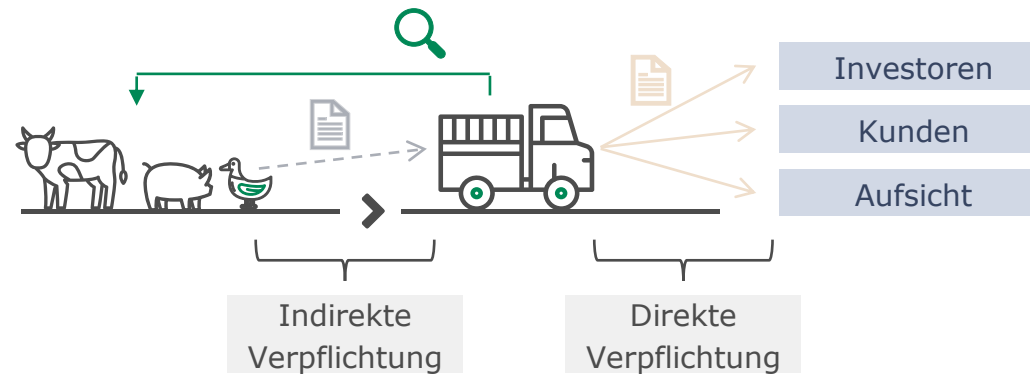 Investoren
Kunden
Aufsicht
Indirekte
Verpflichtung
Direkte
Verpflichtung